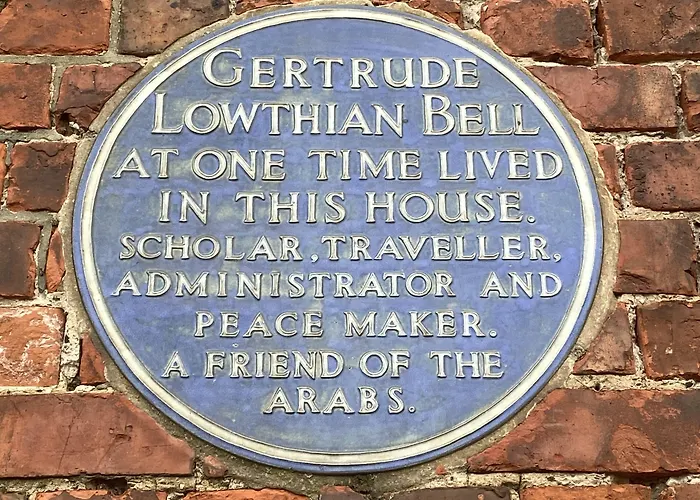 GERTRUDE
LOWTHIAN BELL
AT ONE TIME LIVED
IN THIS HOUSE.
SCHOLAR, TRAVELLER,
ADMINISTRATOR AND
PEACE MAKER.
A FRIEND OF THE
ARABS.